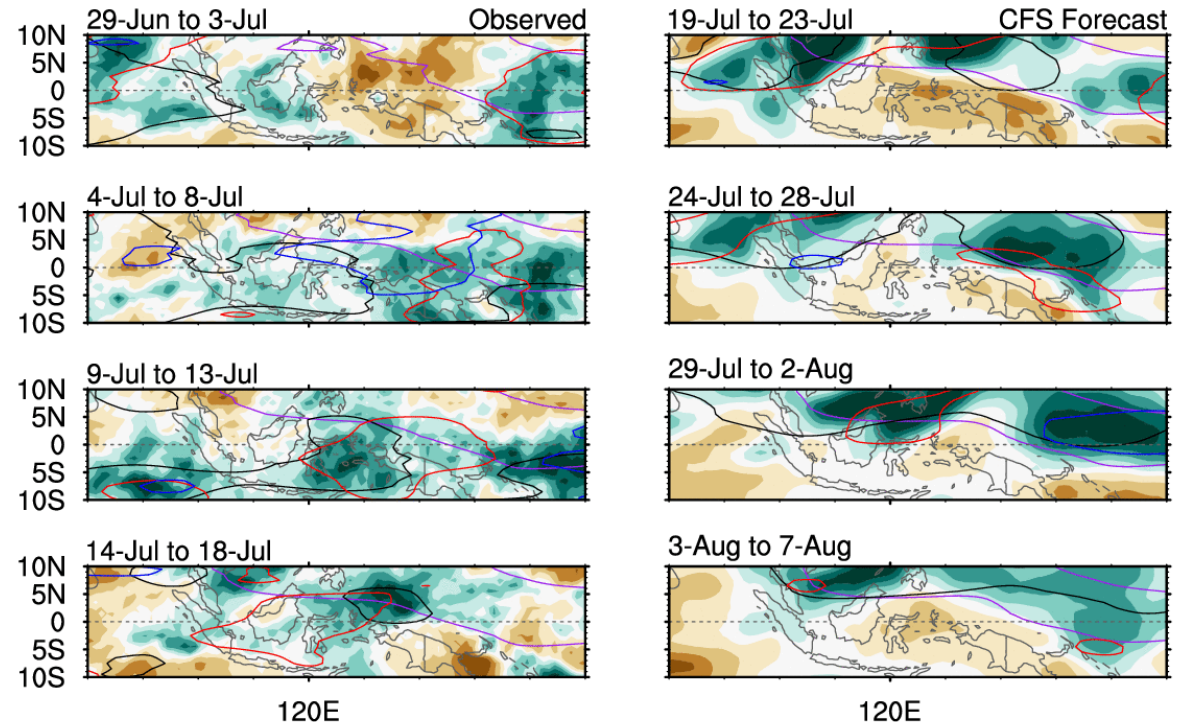 29-Jun to 3-Jul Observed
10N
5N
0
5S
10S
4-Jul to 8-Jul
10N
5N
0
5S
10S
9-Jul to 13-Jul
10N
5N
0
5S
10S
14-Jul to 18-Jul
10N
5N
0
5S
10S
120E
19-Jul to 23-Jul CFS Forecast
24-Jul to 28-Jul
29-Jul to 2-Aug
3-Aug to 7-Aug
120E